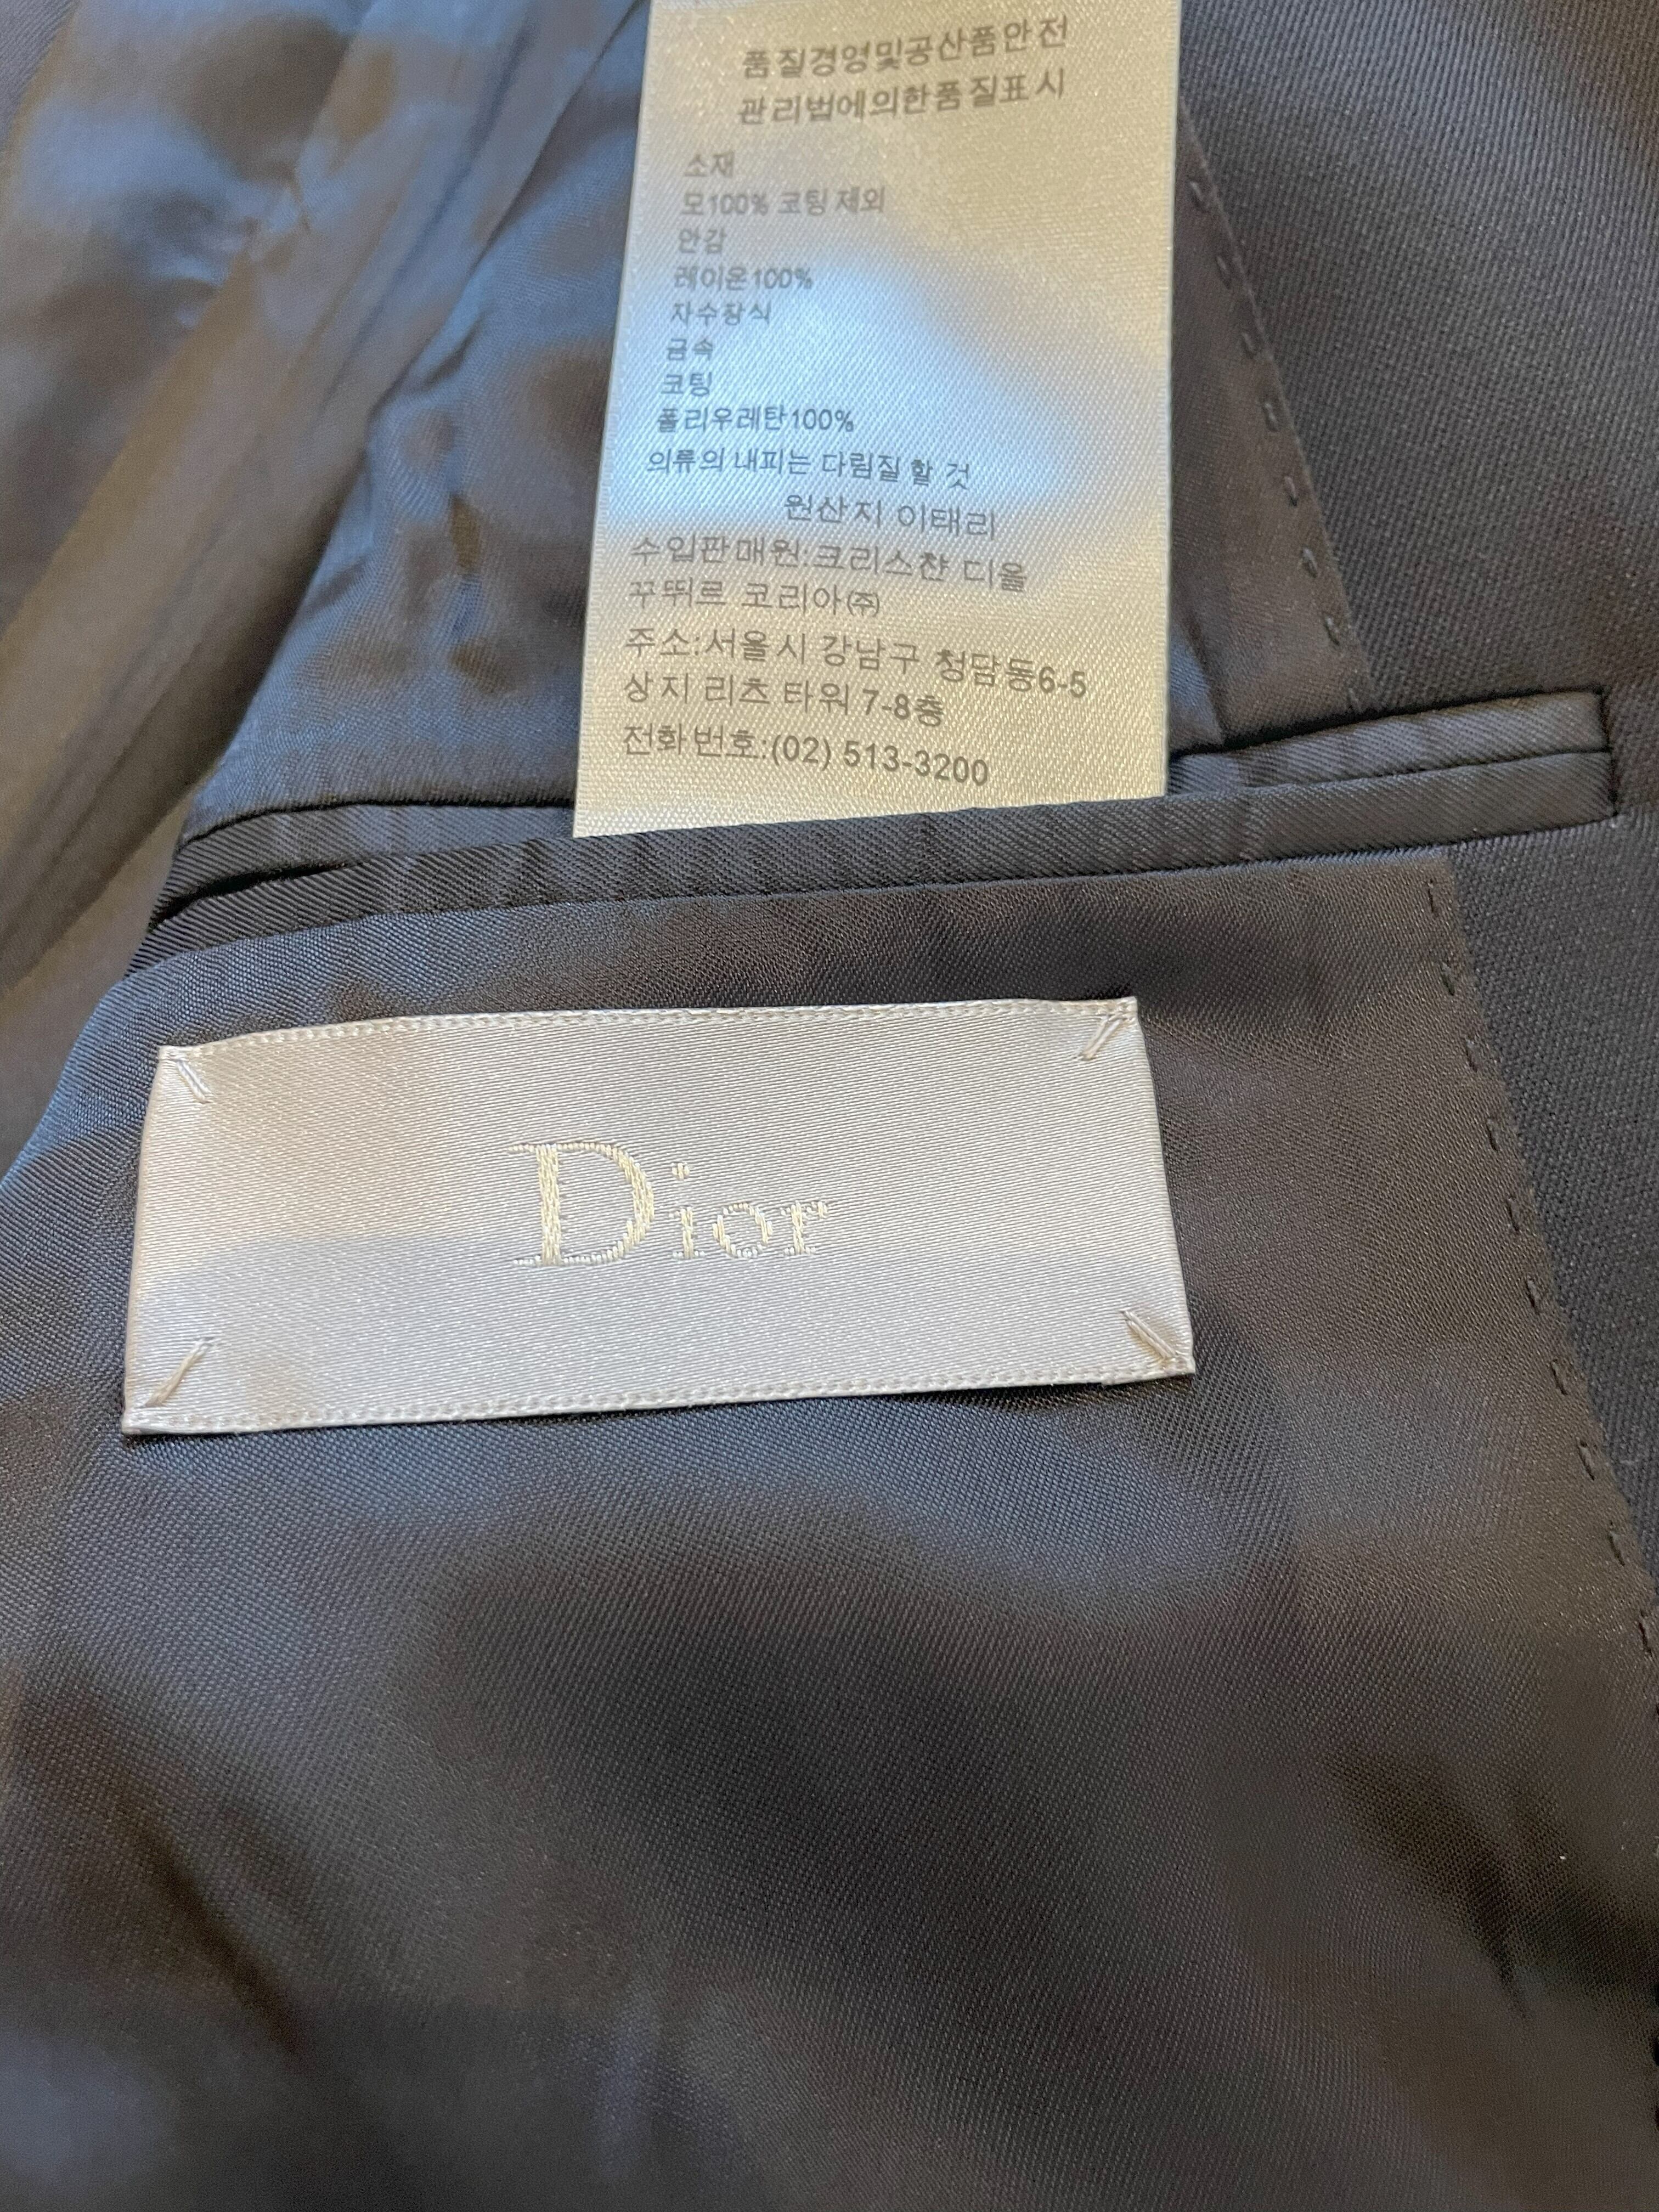 품질경영및공산품안전
관리법에의한품질표시
소재
모100% 코팅 제외
안감
레이온100%
자수장식
금속
코팅
폴리우레탄100%
의류의 내피는 다림질 할 것
원산지 이태리
수입판매원:크리스챤 디올
꾸뛰르 코리아㈜
주소:서울시 강남구 청담동6-5
상지 리츠 타워 7-8층
전화번호:(02) 513-3200
Dior